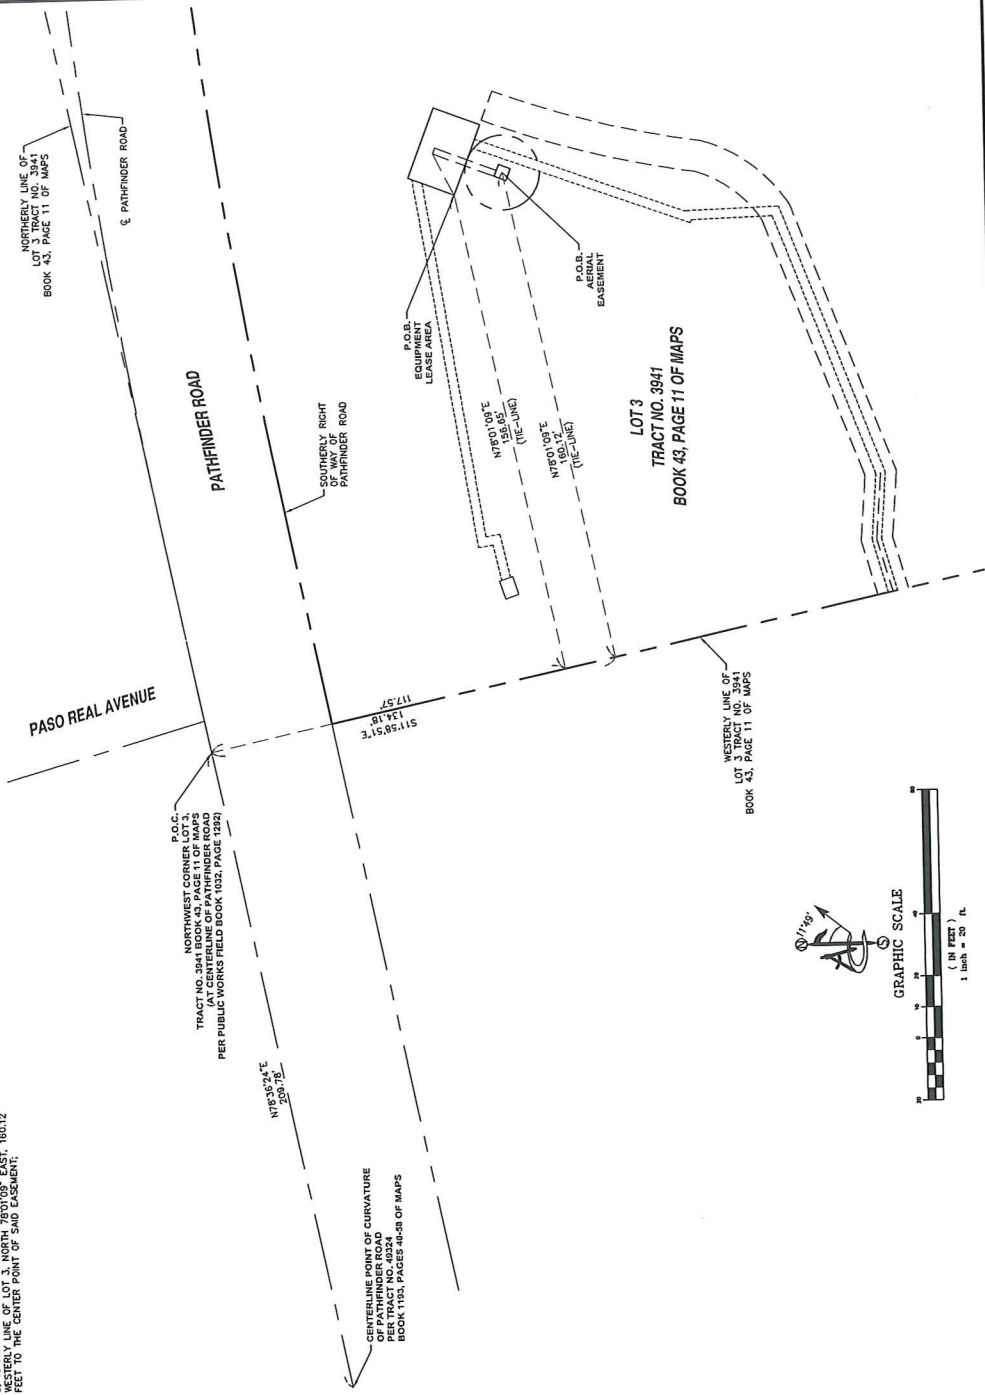 WESTERLY LINE OF LOT 3, NORTH 78°01'09" EAST, 160.12
FEET TO THE CENTER POINT OF SAID EASEMENT;
NORTHERLY LINE OF
LOT 3 TRACT NO. 3941
BOOK 43, PAGE 11 OF MAPS
℄ PATHFINDER ROAD
PATHFINDER ROAD
SOUTHERLY RIGHT
OF WAY OF
PATHFINDER ROAD
PASO REAL AVENUE
P.O.B.
EQUIPMENT
LEASE AREA
P.O.B.
AERIAL
EASEMENT
N78°01'09"E
156.65'
(TIE-LINE)
N78°01'09"E
160.12'
(TIE-LINE)
LOT 3
TRACT NO. 3941
BOOK 43, PAGE 11 OF MAPS
S11°58'51"E
134.18'
117.57'
WESTERLY LINE OF
LOT 3 TRACT NO. 3941
BOOK 43, PAGE 11 OF MAPS
P.O.C.
NORTHWEST CORNER LOT 3,
TRACT NO. 3941 BOOK 43, PAGE 11 OF MAPS
(AT CENTERLINE OF PATHFINDER ROAD
PER PUBLIC WORKS FIELD BOOK 1032, PAGE 1292)
N78°36'24"E
209.78'
CENTERLINE POINT OF CURVATURE
OF PATHFINDER ROAD
PER TRACT NO. 49324
BOOK 1193, PAGES 49-58 OF MAPS
N
11°49'
S
GRAPHIC SCALE
20 0 10 20 40 80
( IN FEET )
1 inch = 20 ft.